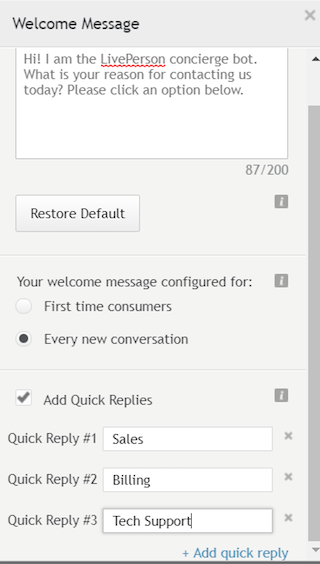 Welcome Message
Hi! I am the LivePerson concierge bot.
What is your reason for contacting us
today? Please click an option below.
87/200
Restore Default
Your welcome message configured for:
First time consumers
Every new conversation
Add Quick Replies
Quick Reply #1 Sales
Quick Reply #2 Billing
Quick Reply #3 Tech Support
+ Add quick reply